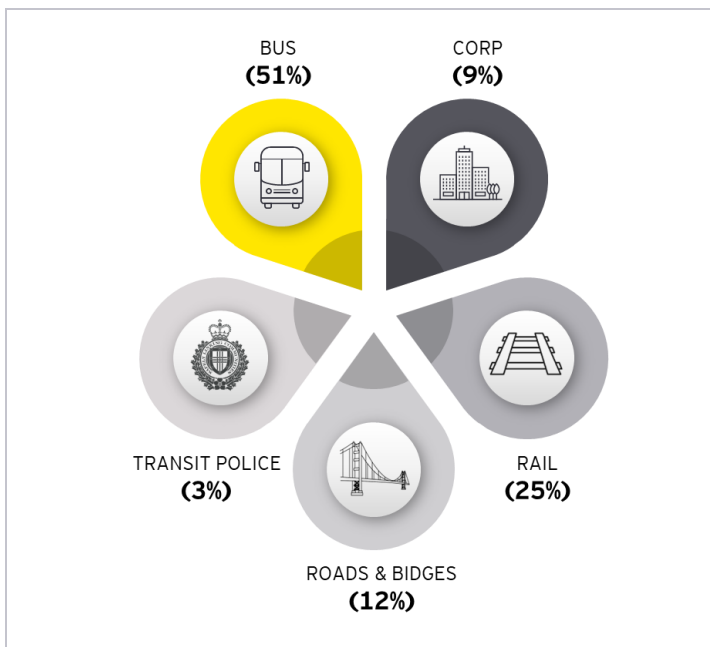 BUS
(51%)
CORP
(9%)
TRANSIT POLICE
(3%)
RAIL
(25%)
ROADS & BIDGES
(12%)